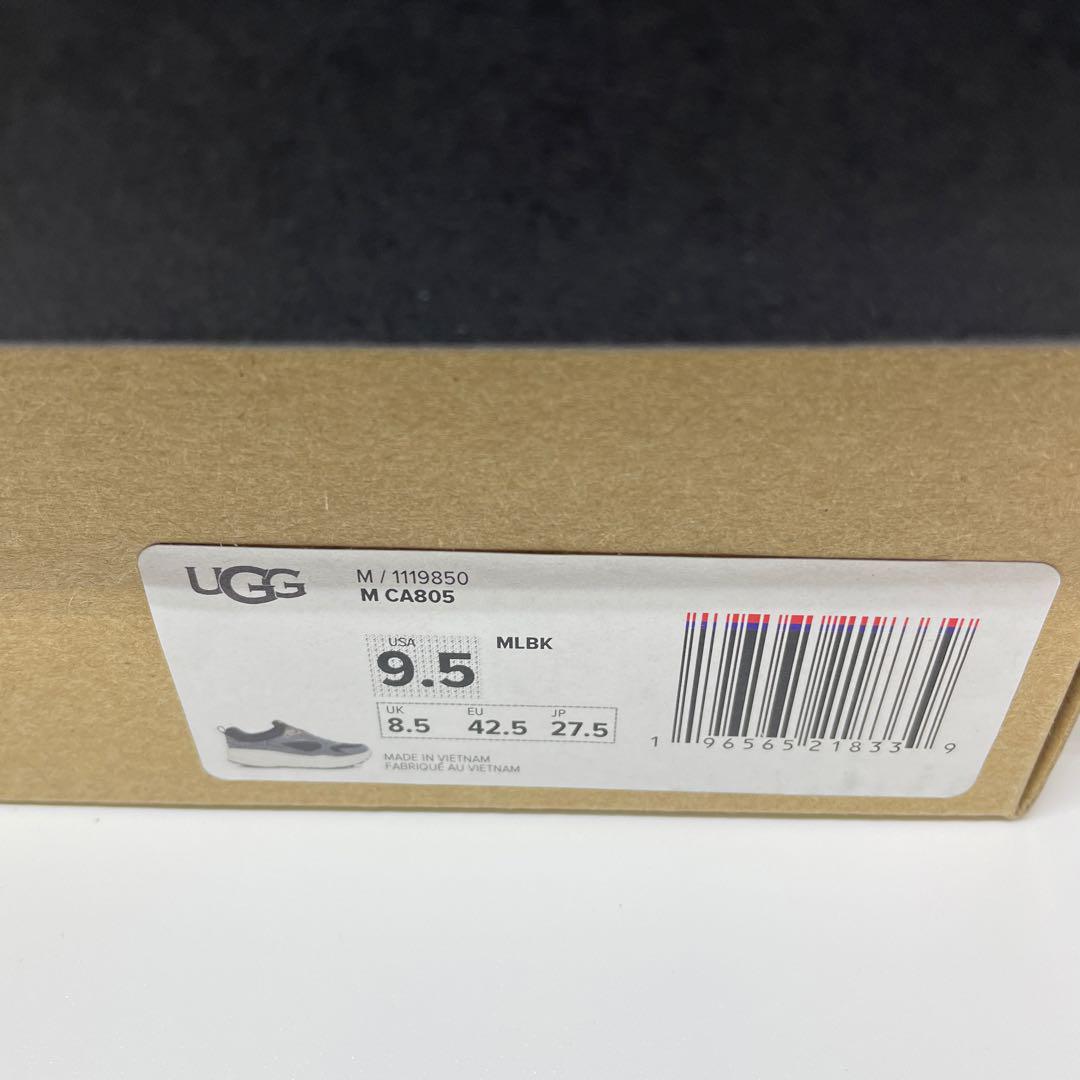 UGG
M / 1119850
M CA805
USA
9.5
MLBK
UK EU JP
8.5 42.5 27.5
MADE IN VIETNAM
FABRIQUÉ AU VIETNAM
1 96565 21833 9